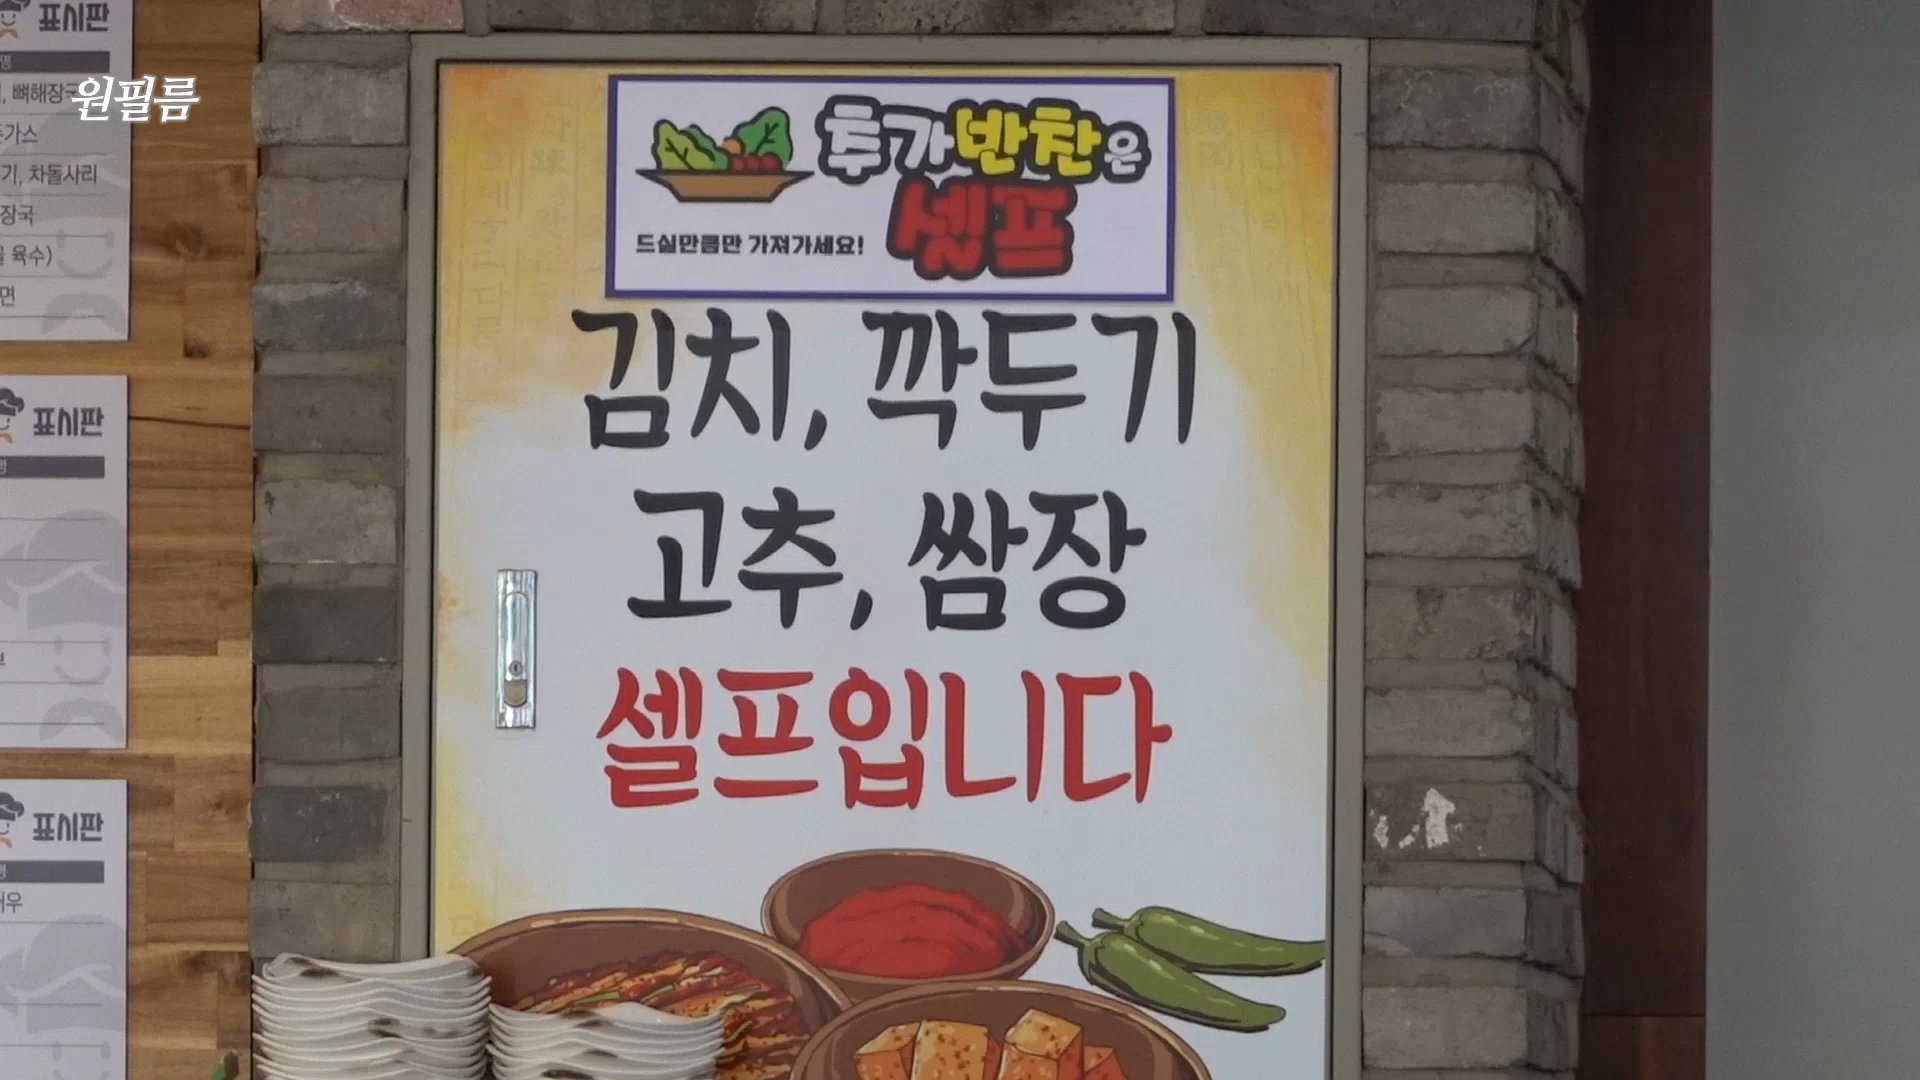 원필름
표시판
뼈해장국
가스
기, 차돌사리
장국
육수)
면
추가반찬은
셀프
드실만큼만 가져가세요!
김치, 깍두기
고추, 쌈장
셀프입니다
표시판
표시판